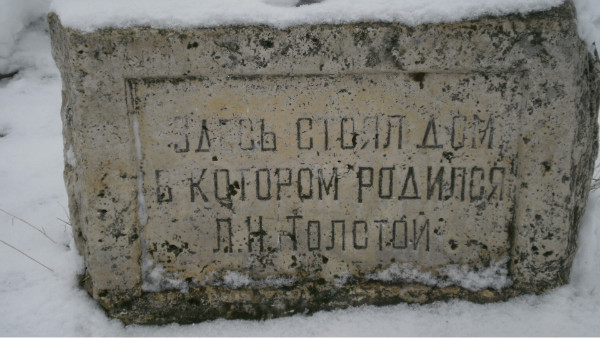 ЗДЕСЬ СТОЯЛ ДОМ,
В КОТОРОМ РОДИЛСЯ
Л.Н.ТОЛСТОЙ